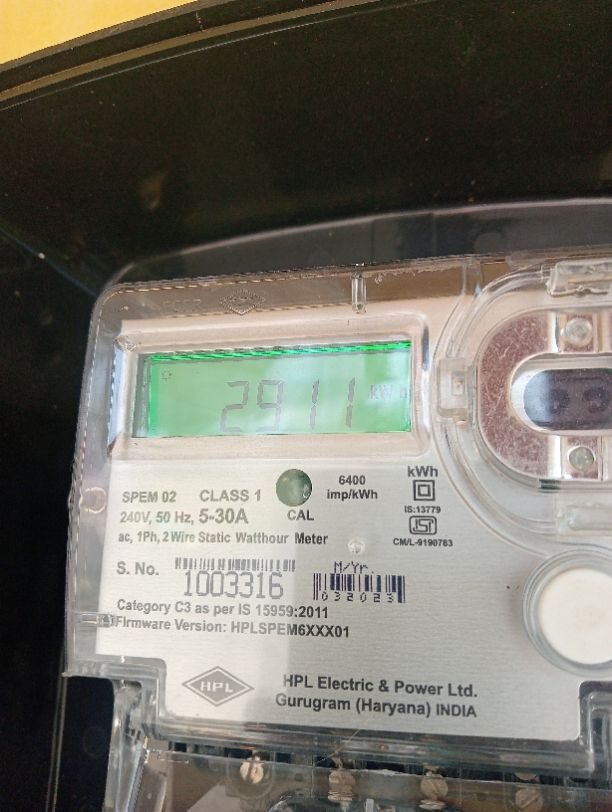 2911 kWh
SPEM 02 CLASS 1
CAL
6400
imp/kWh
kWh
IS:13779
CM/L-9190763
240V, 50 Hz, 5-30A
ac, 1Ph, 2 Wire Static Watthour Meter
S. No. 1003316
M/Yr.
032023
Category C3 as per IS 15959:2011
Firmware Version: HPLSPEM6XXX01
HPL
HPL Electric & Power Ltd.
Gurugram (Haryana) INDIA